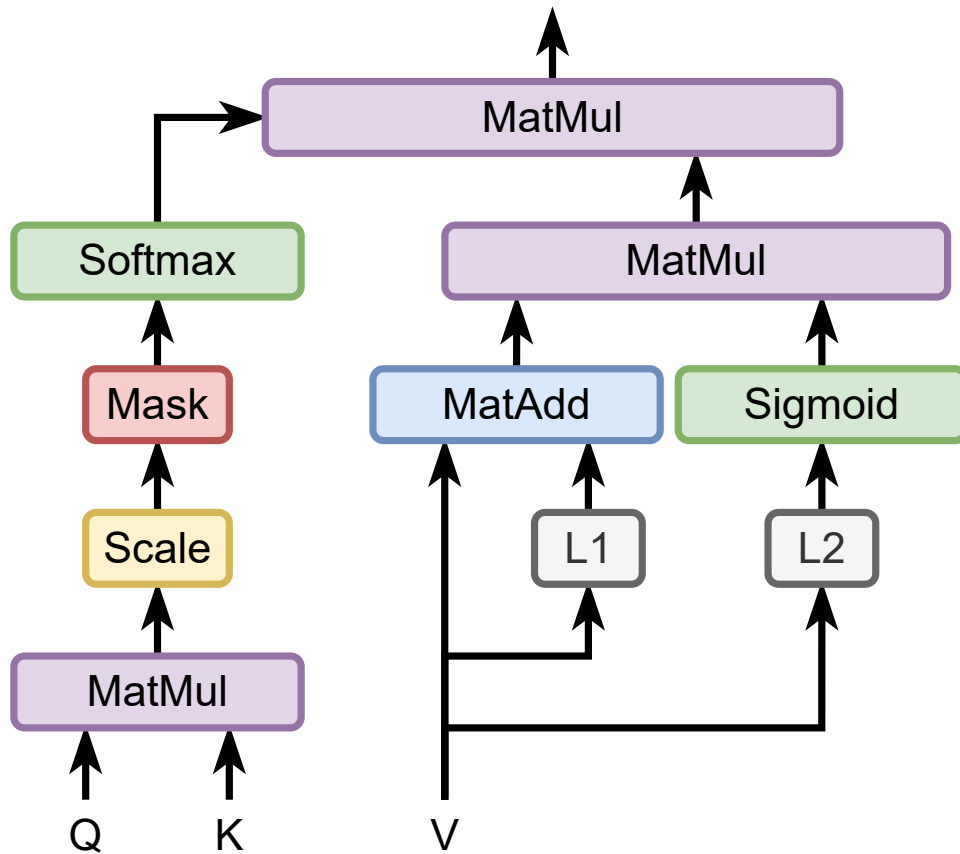 MatMul
Softmax
MatMul
Mask
MatAdd
Sigmoid
Scale
L1
L2
MatMul
Q
K
V